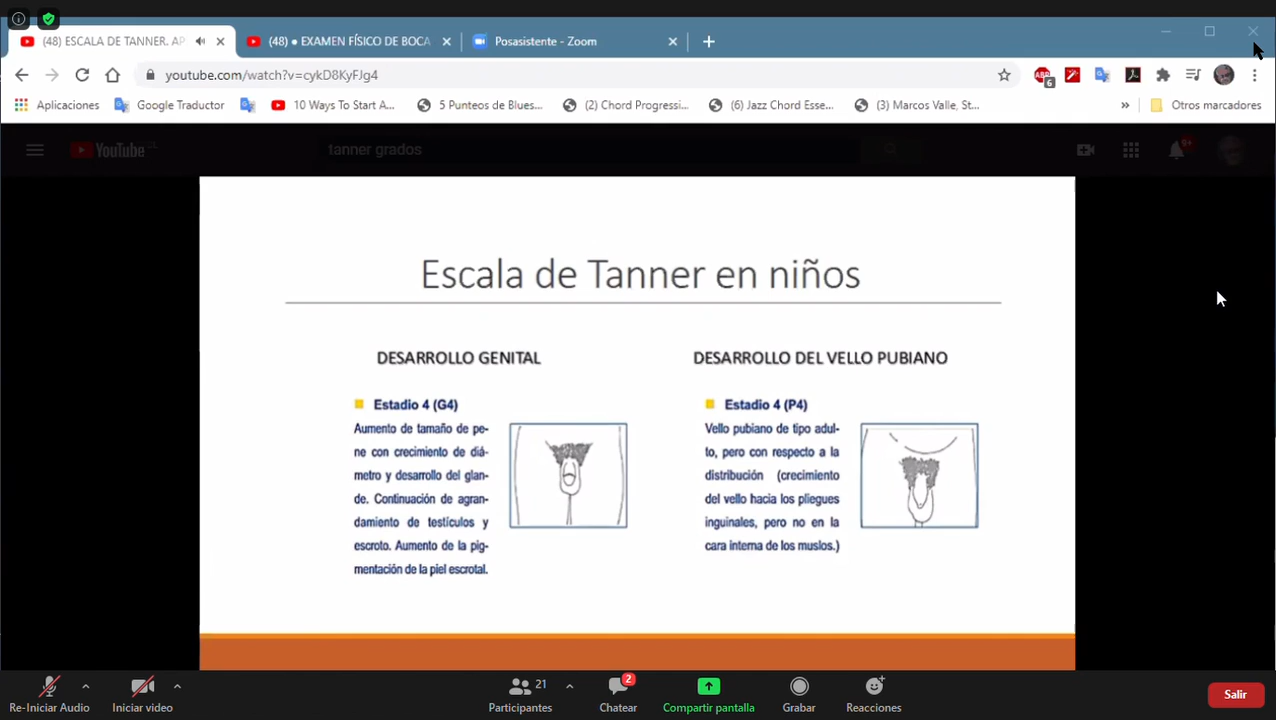 (48) ESCALA DE TANNER. AP
(48) ● EXAMEN FÍSICO DE BOCA
Posasistente - Zoom
youtube.com/watch?v=cykD8KyFJg4
ABP
6
Aplicaciones
Google Traductor
10 Ways To Start A...
5 Punteos de Blues...
(2) Chord Progressi...
(6) Jazz Chord Esse...
(3) Marcos Valle, St...
»
Otros marcadores
YouTube CL
tanner grados
9+
Escala de Tanner en niños
DESARROLLO GENITAL
Estadio 4 (G4)
Aumento de tamaño de pe-
ne con crecimiento de diá-
metro y desarrollo del glan-
de. Continuación de agran-
damiento de testículos y
escroto. Aumento de la pig-
mentación de la piel escrotal.
DESARROLLO DEL VELLO PUBIANO
Estadio 4 (P4)
Vello pubiano de tipo adul-
to, pero con respecto a la
distribución (crecimiento
del vello hacia los pliegues
inguinales, pero no en la
cara interna de los muslos.)
Re-Iniciar Audio
Iniciar video
21
Participantes
2
Chatear
Compartir pantalla
Grabar
Reacciones
Salir